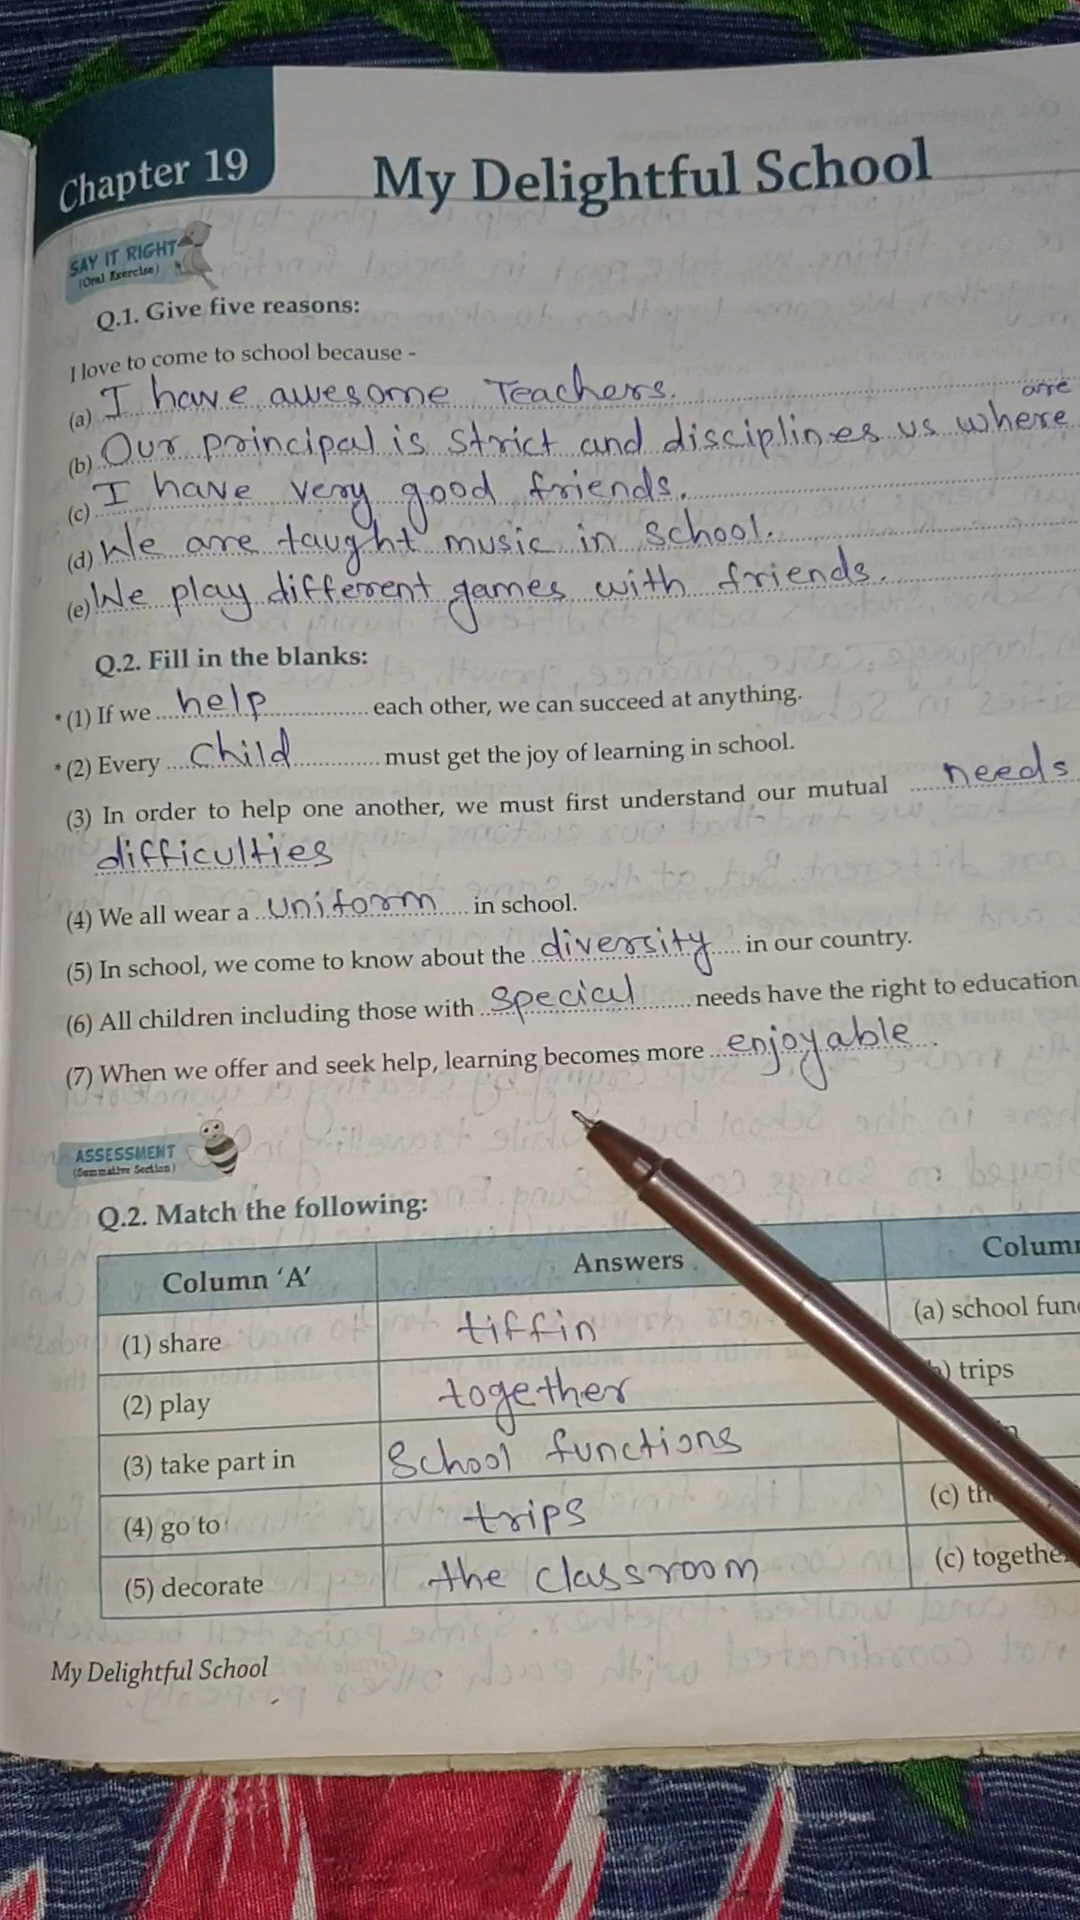 Chapter 19
My Delightful School
SAY IT RIGHT
(Oral Exercise)
Q.1. Give five reasons:
I love to come to school because -
(a) I have awesome Teachers.
are
(b) Our principal is strict and disciplines us where
(c) I have very good friends.
(d) We are taught music in school.
(e) We play different games with friends.
Q.2. Fill in the blanks:
*(1) If we help each other, we can succeed at anything.
*(2) Every child must get the joy of learning in school.
(3) In order to help one another, we must first understand our mutual needs
difficulties
(4) We all wear a uniform in school.
(5) In school, we come to know about the diversity in our country.
(6) All children including those with special needs have the right to education
(7) When we offer and seek help, learning becomes more enjoyable.
ASSESSMENT
(Summative Section)
Q.2. Match the following:
Column 'A' Answers
(1) share tiffin (a) school
(2) play together trips
(3) take part in School functions
(4) go to trips (c)
(5) decorate the classroom (c)
My Delightful School